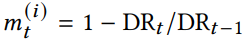 m_t^{(i)} = 1 − DR_t/DR_{t−1}